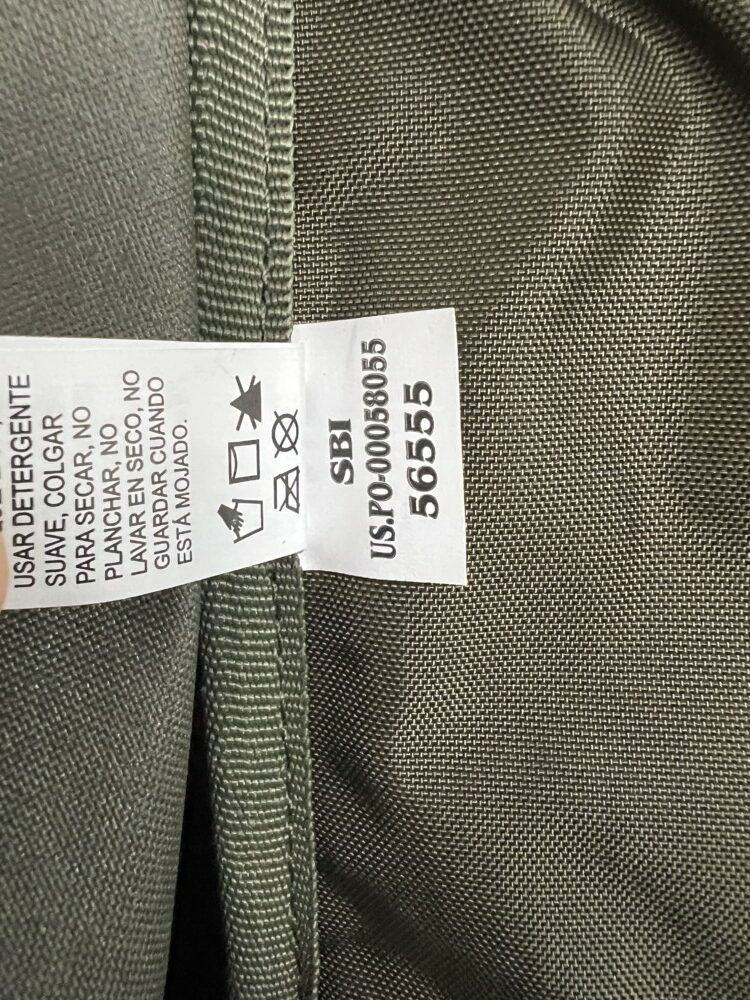 USAR DETERGENTE
SUAVE, COLGAR
PARA SECAR, NO
PLANCHAR, NO
LAVAR EN SECO, NO
GUARDAR CUANDO
ESTÁ MOJADO.
SBI
US.PO-00058055
56555